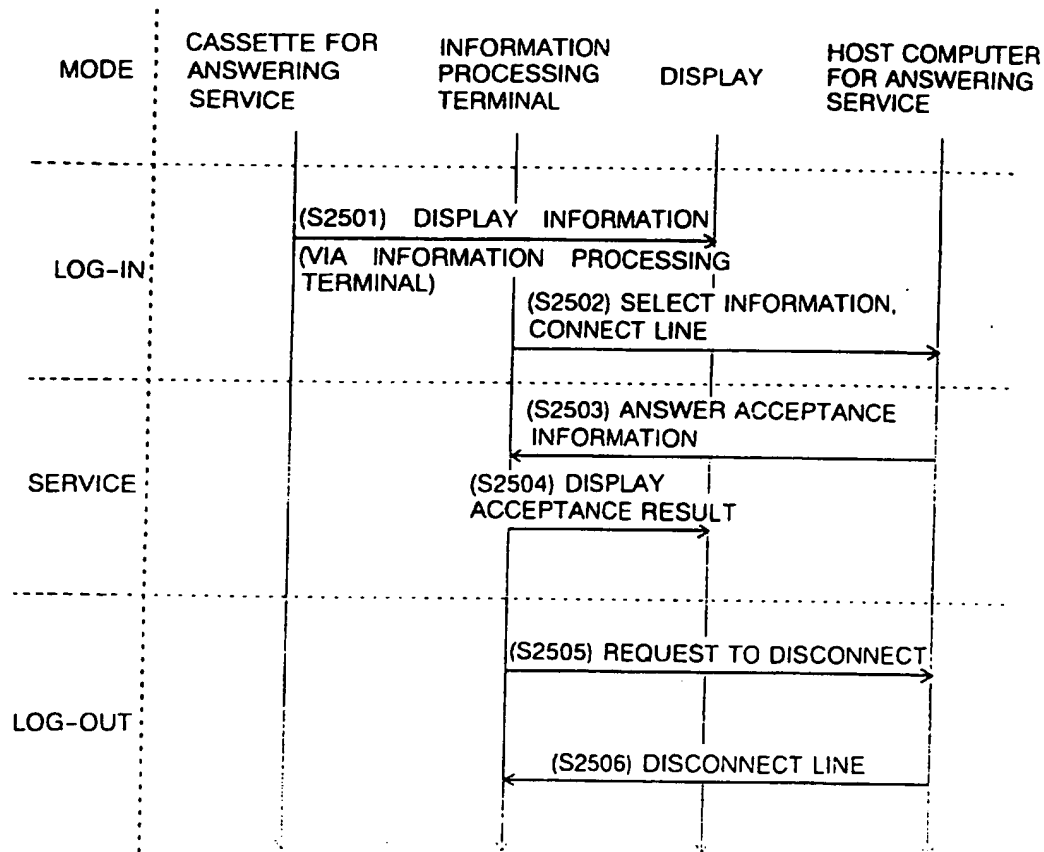 MODE
CASSETTE FOR
ANSWERING
SERVICE
INFORMATION
PROCESSING
TERMINAL
DISPLAY
HOST COMPUTER
FOR ANSWERING
SERVICE
LOG-IN
(S2501) DISPLAY INFORMATION
(VIA INFORMATION PROCESSING
TERMINAL)
(S2502) SELECT INFORMATION,
CONNECT LINE
SERVICE
(S2503) ANSWER ACCEPTANCE
INFORMATION
(S2504) DISPLAY
ACCEPTANCE RESULT
LOG-OUT
(S2505) REQUEST TO DISCONNECT
(S2506) DISCONNECT LINE